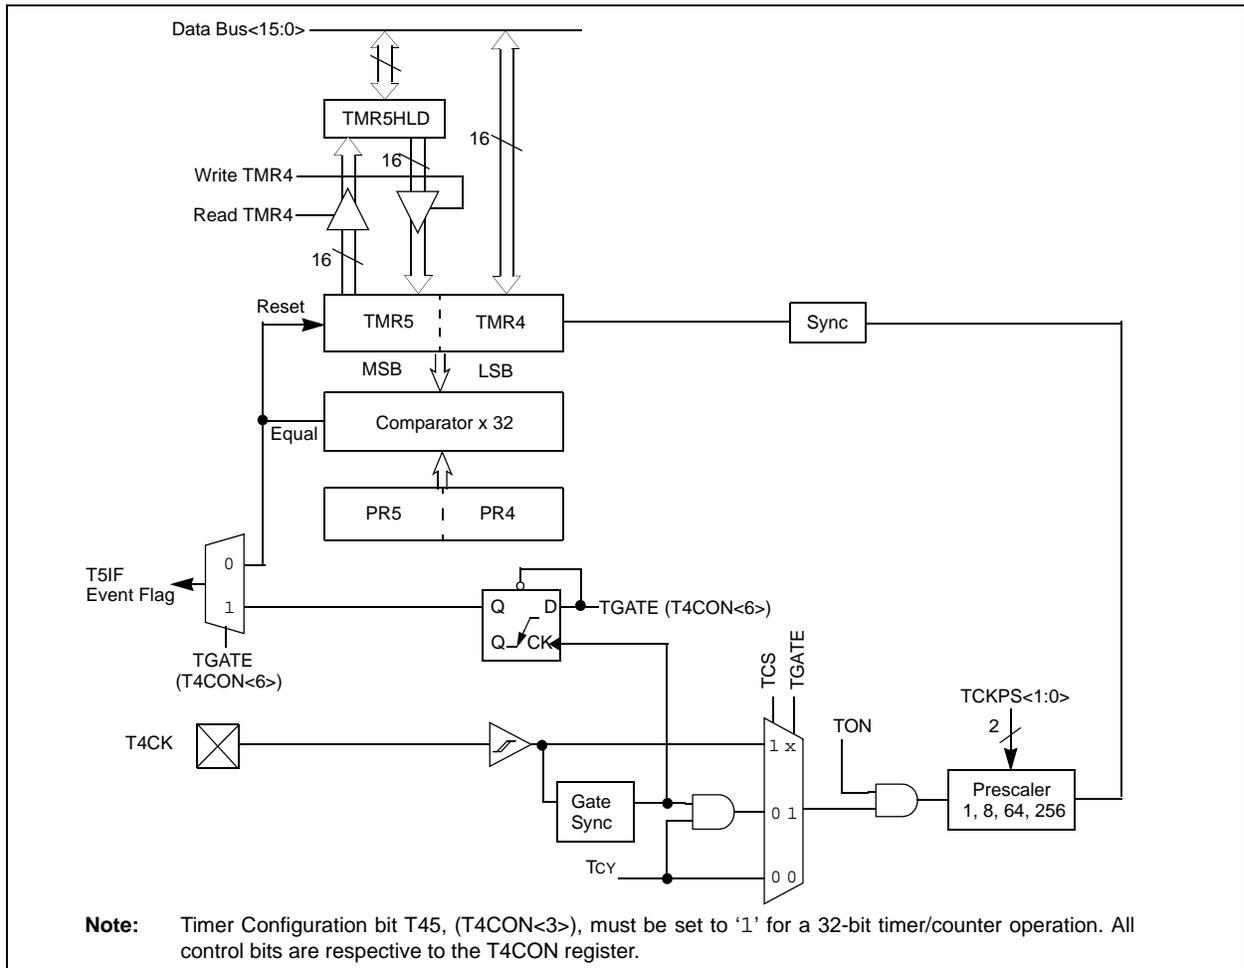 Data Bus<15:0>
TMR5HLD
16
16
Write TMR4
Read TMR4
16
Reset
TMR5
TMR4
Sync
MSB
LSB
Comparator x 32
Equal
PR5
PR4
0
T5IF
Event Flag
1
Q
D
TGATE (T4CON<6>)
Q
CK
TGATE
(T4CON<6>)
TCS
TGATE
TCKPS<1:0>
2
TON
T4CK
1 x
Prescaler
1, 8, 64, 256
Gate
Sync
0 1
TCY
0 0
Note: Timer Configuration bit T45, (T4CON<3>), must be set to ‘1’ for a 32-bit timer/counter operation. All
control bits are respective to the T4CON register.